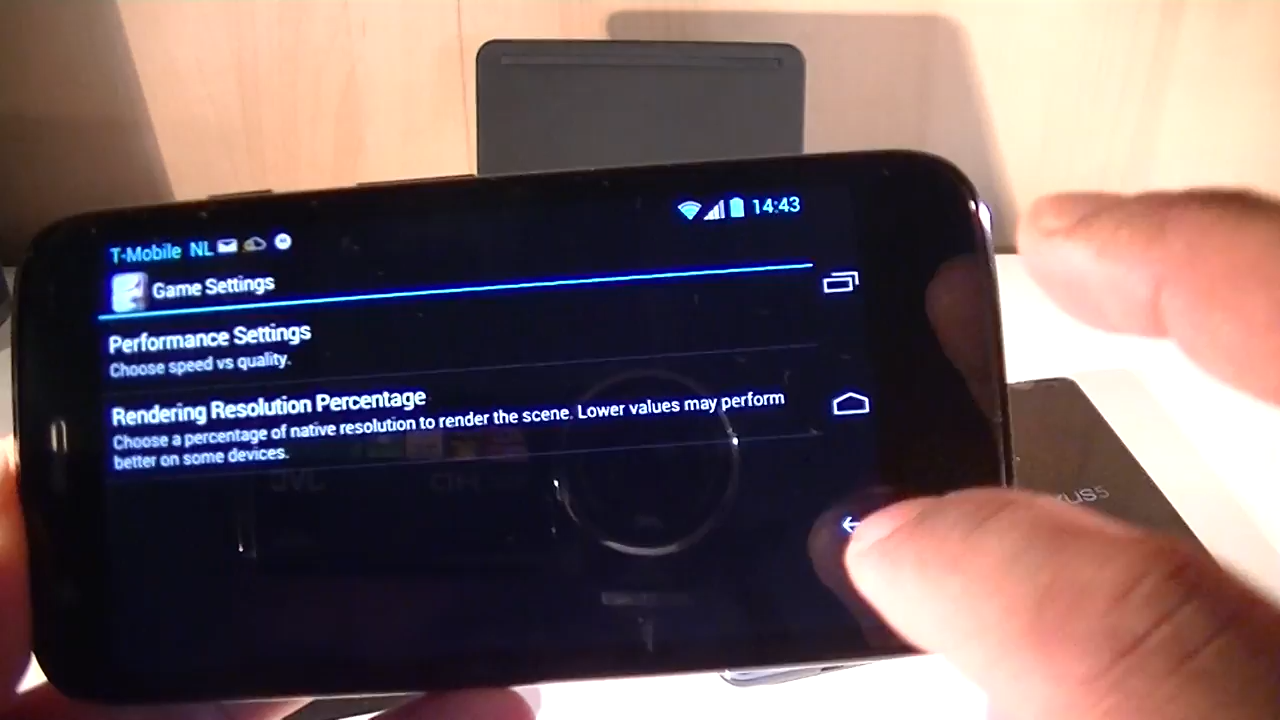 T-Mobile NL
14:43
Game Settings
Performance Settings
Choose speed vs quality.
Rendering Resolution Percentage
Choose a percentage of native resolution to render the scene. Lower values may perform
better on some devices.
JVC